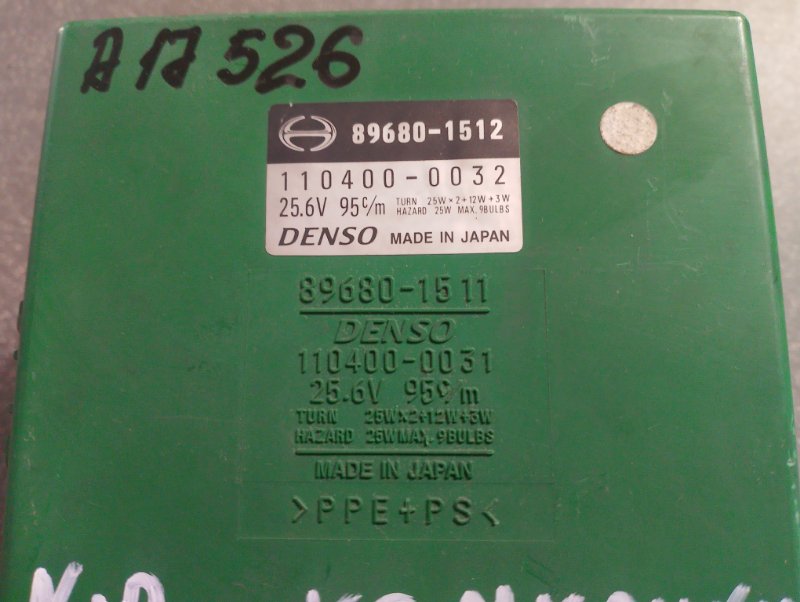 A17 526
89680-1512
110400-0032
25.6V 95c/m TURN 25W×2+12W+3W
HAZARD 25W MAX.9BULBS
DENSO MADE IN JAPAN
89680-1511
DENSO
110400-0031
25.6V 95c/m
TURN 25W×2+12W+3W
HAZARD 25W MAX.9BULBS
MADE IN JAPAN
>PPE+PS<